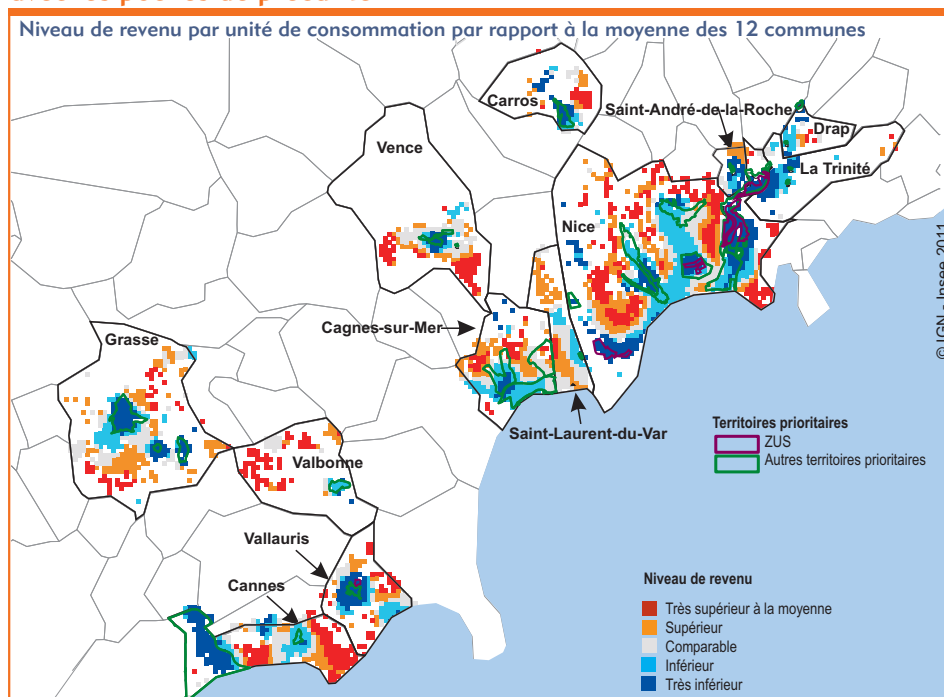 Niveau de revenu par unité de consommation par rapport à la moyenne des 12 communes
Carros
Saint-André-de-la-Roche
Drap
La Trinité
Vence
Nice
Cagnes-sur-Mer
Grasse
Saint-Laurent-du-Var
Valbonne
Vallauris
Cannes
© IGN - Insee 2011
Territoires prioritaires
ZUS
Autres territoires prioritaires
Niveau de revenu
Très supérieur à la moyenne
Supérieur
Comparable
Inférieur
Très inférieur